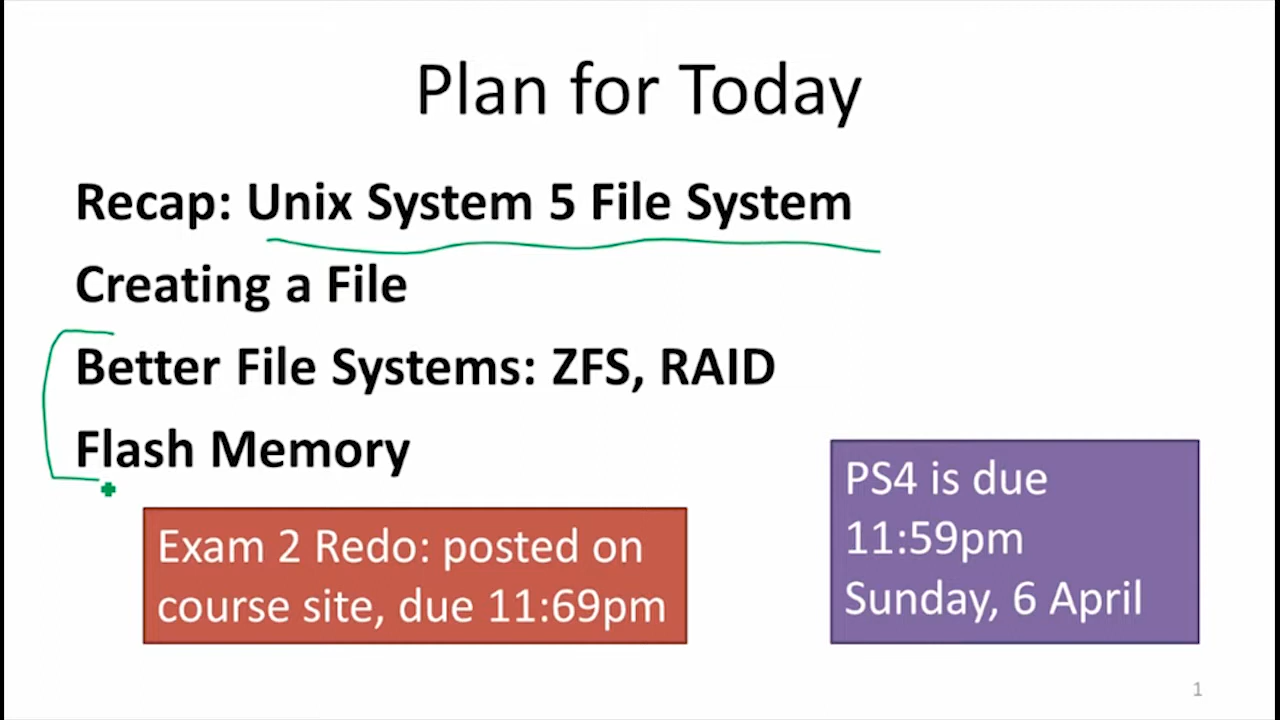 Plan for Today
Recap: Unix System 5 File System
Creating a File
Better File Systems: ZFS, RAID
Flash Memory
Exam 2 Redo: posted on
course site, due 11:69pm
PS4 is due
11:59pm
Sunday, 6 April
1